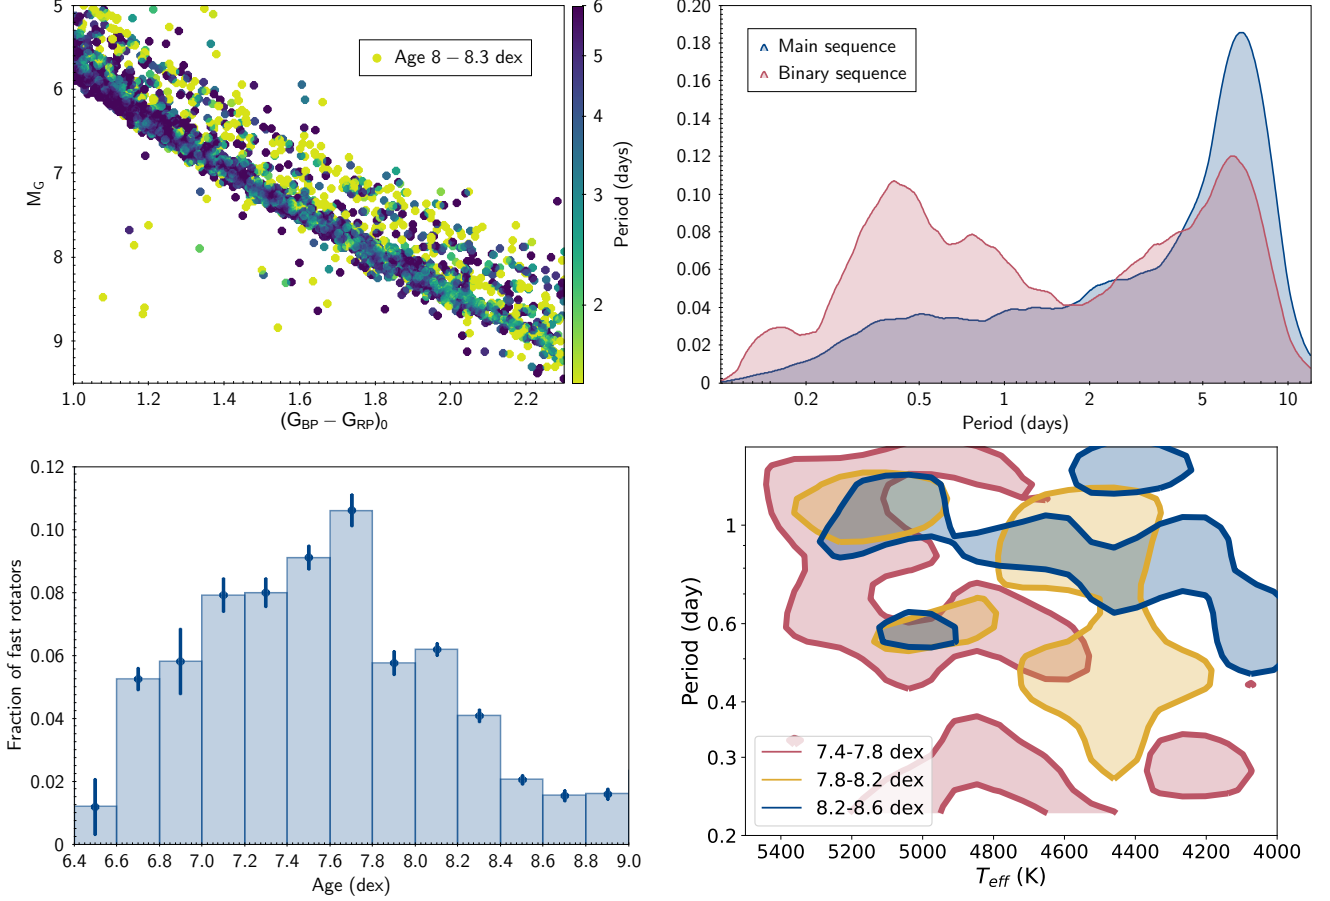 5
6
7
8
9
M_G
1.0 1.2 1.4 1.6 1.8 2.0 2.2
(G_BP − G_RP)_0
Age 8 − 8.3 dex
6
5
4
3
2
Period (days)
0.20
0.18
0.16
0.14
0.12
0.10
0.08
0.06
0.04
0.02
0
Main sequence
Binary sequence
0.2 0.5 1 2 5 10
Period (days)
0.12
0.10
0.08
0.06
0.04
0.02
0
Fraction of fast rotators
6.4 6.6 6.8 7.0 7.2 7.4 7.6 7.8 8.0 8.2 8.4 8.6 8.8 9.0
Age (dex)
1
0.6
0.4
0.3
0.2
Period (day)
7.4-7.8 dex
7.8-8.2 dex
8.2-8.6 dex
5400 5200 5000 4800 4600 4400 4200 4000
T_eff (K)